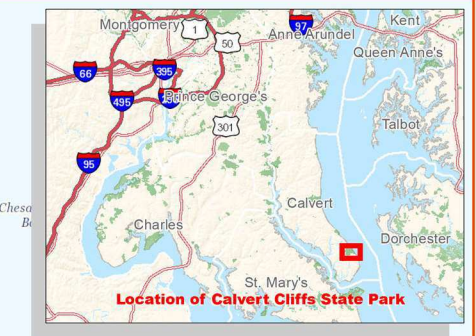 Montgomery
1
50
97
Kent
Anne Arundel
Queen Anne's
66
395
495
Prince George's
301
Talbot
95
Chesa
Calvert
Charles
Dorchester
St. Mary's
Location of Calvert Cliffs State Park